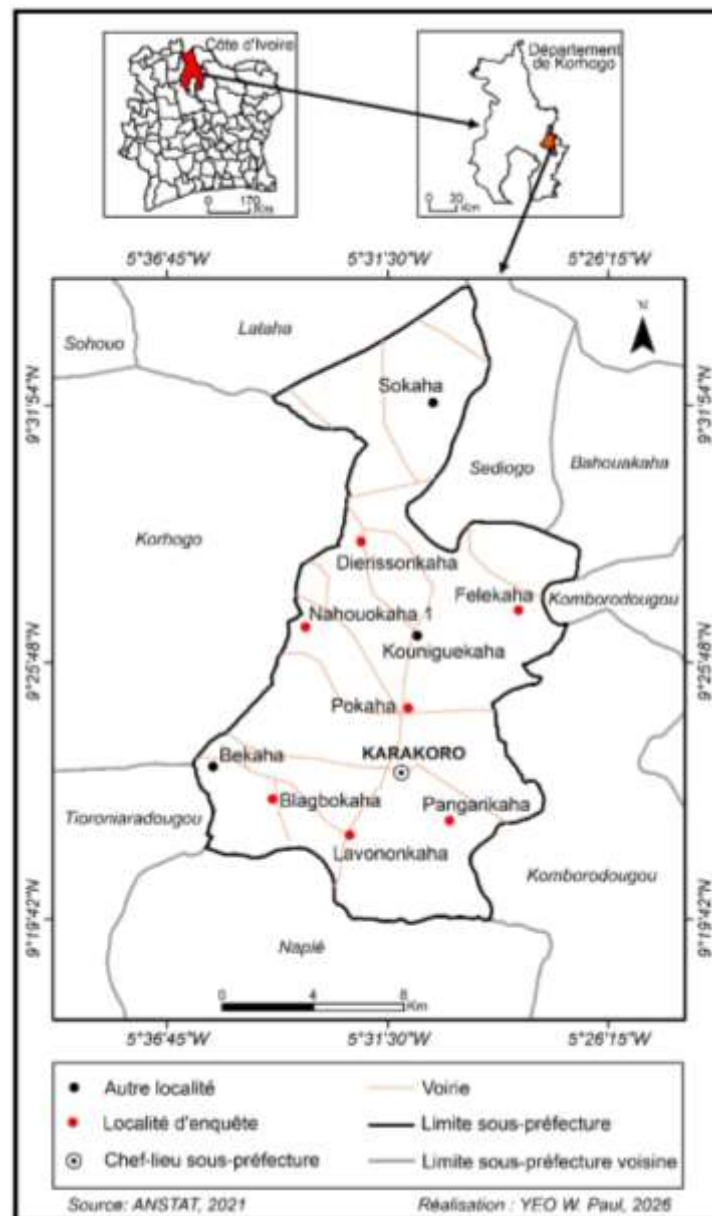 Côte d'Ivoire
0 170
Km
Département
de Korhogo
0 30
Km
5°36'45"W 5°31'30"W 5°26'15"W
Lataha
Sohouo
N
Sokaha
9°31'54"N 9°31'54"N
Sediogo
Bahouakaha
Korhogo
Dierissonkaha
Felekaha
Komborodougou
Nahouokaha 1
Kouniguekaha
9°25'48"N 9°25'48"N
Pokaha
KARAKORO
Bekaha
Blagbokaha
Pangarikaha
Tioroniaradougou
Lavononkaha
Komborodougou
9°19'42"N 9°19'42"N
Napié
0 4 8
Km
5°36'45"W 5°31'30"W 5°26'15"W
Autre localité
Voirie
Localité d'enquête
Limite sous-préfecture
Chef-lieu sous-préfecture
Limite sous-préfecture voisine
Source: ANSTAT, 2021
Réalisation : YEO W. Paul, 2026